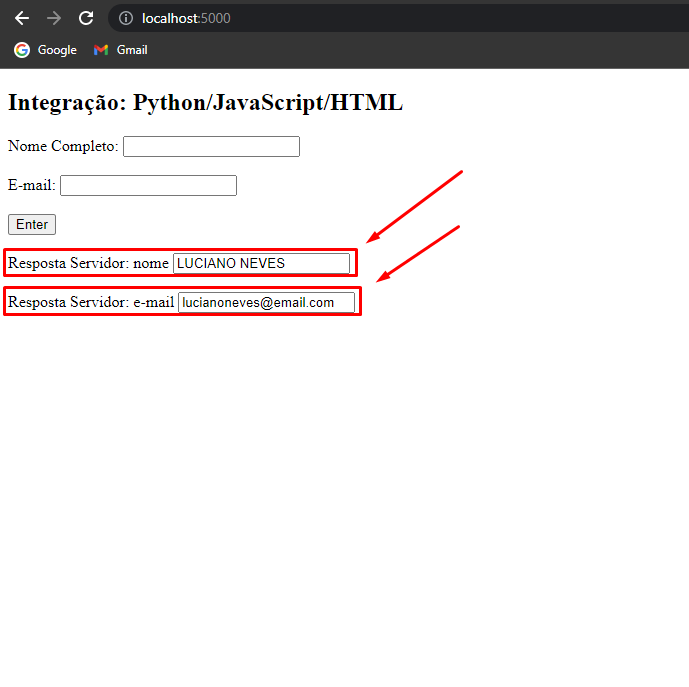 localhost:5000
Google Gmail
Integração: Python/JavaScript/HTML
Nome Completo:
E-mail:
Enter
Resposta Servidor: nome LUCIANO NEVES
Resposta Servidor: e-mail lucianoneves@email.com